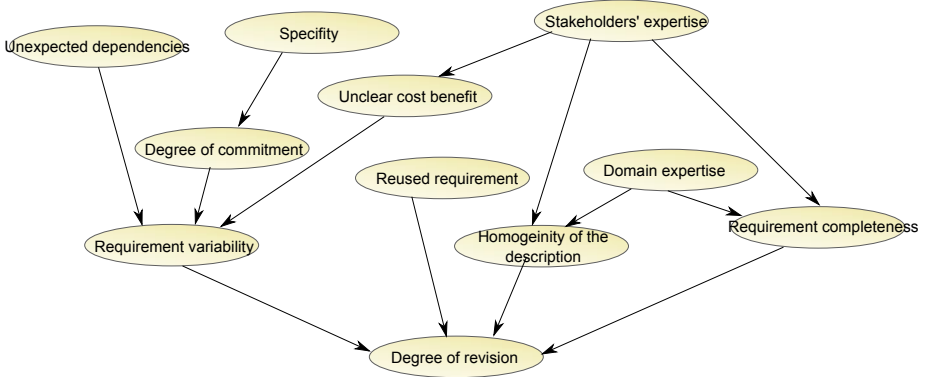 Stakeholders' expertise
Specifity
Unexpected dependencies
Unclear cost benefit
Degree of commitment
Domain expertise
Reused requirement
Requirement completeness
Homogeinity of the
description
Requirement variability
Degree of revision